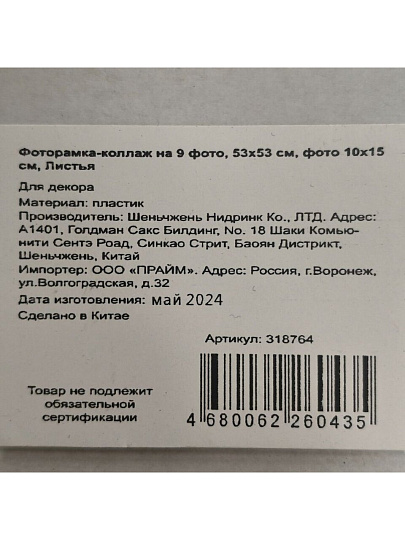 Фоторамка-коллаж на 9 фото, 53х53 см, фото 10х15
см, Листья
Для декора
Материал: пластик
Производитель: Шеньчжень Нидринк Ко., ЛТД. Адрес:
А1401, Голдман Сакс Билдинг, No. 18 Шаки Комью-
нити Сентэ Роад, Синкао Стрит, Баоян Дистрикт,
Шеньчжень, Китай
Импортер: ООО «ПРАЙМ». Адрес: Россия, г.Воронеж,
ул.Волгоградская, д.32
Дата изготовления: май 2024
Сделано в Китае
Артикул: 318764
Товар не подлежит
обязательной
сертификации
4 680062 260435